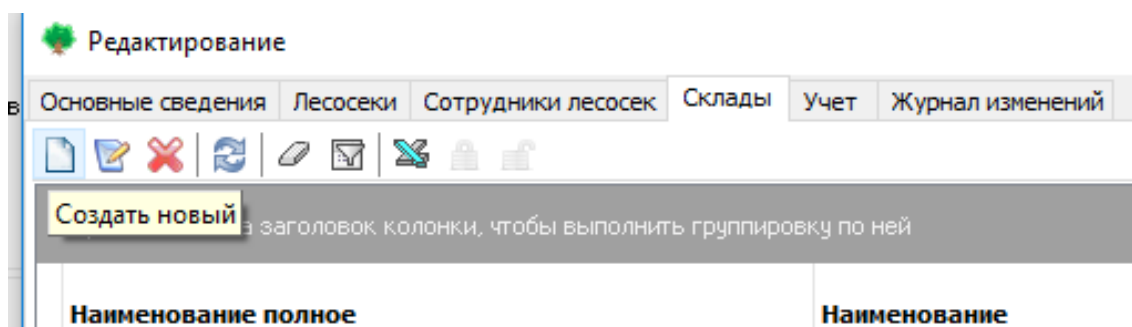 Редактирование
в
Основные сведения Лесосеки Сотрудники лесосек Склады Учет Журнал изменений
Создать новый
а заголовок колонки, чтобы выполнить группировку по ней
Наименование полное Наименование